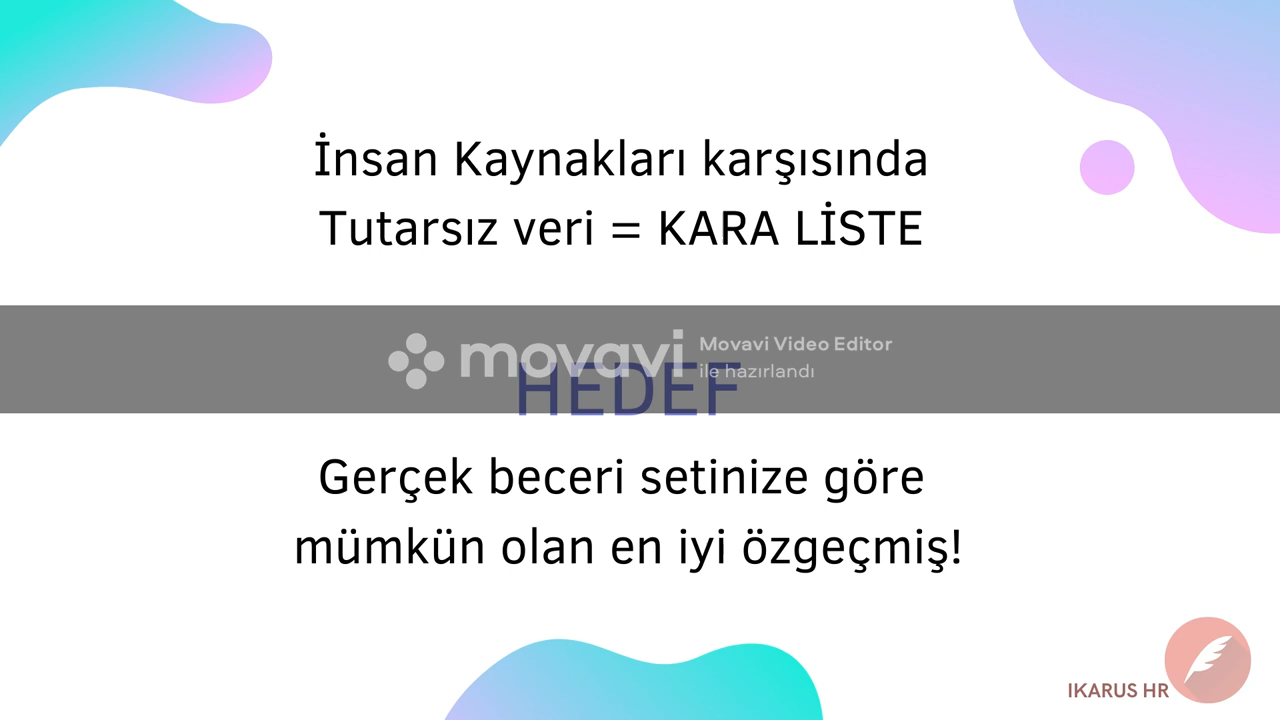 İnsan Kaynakları karşısında
Tutarsız veri = KARA LİSTE
movavi
Movavi Video Editor
ile hazırlandı
HEDEF
Gerçek beceri setinize göre
mümkün olan en iyi özgeçmiş!
IKARUS HR